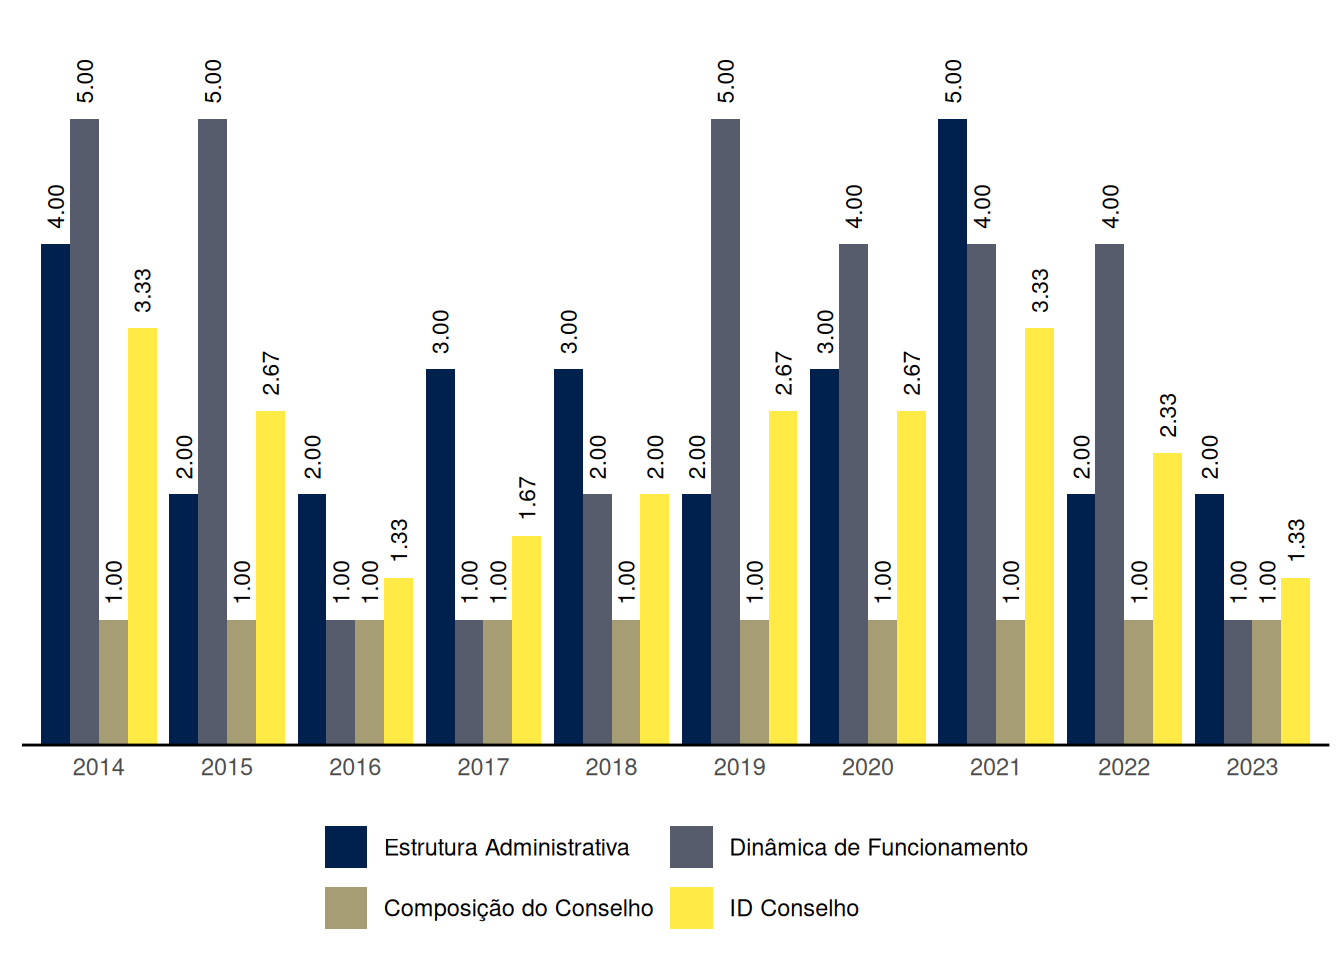 4.00 5.00 1.00 3.33
2.00 5.00 1.00 2.67
2.00 1.00 1.00 1.33
3.00 1.00 1.00 1.67
3.00 2.00 1.00 2.00
2.00 5.00 1.00 2.67
3.00 4.00 1.00 2.67
5.00 4.00 1.00 3.33
2.00 4.00 1.00 2.33
2.00 1.00 1.00 1.33
2014 2015 2016 2017 2018 2019 2020 2021 2022 2023
Estrutura Administrativa Dinâmica de Funcionamento
Composição do Conselho ID Conselho